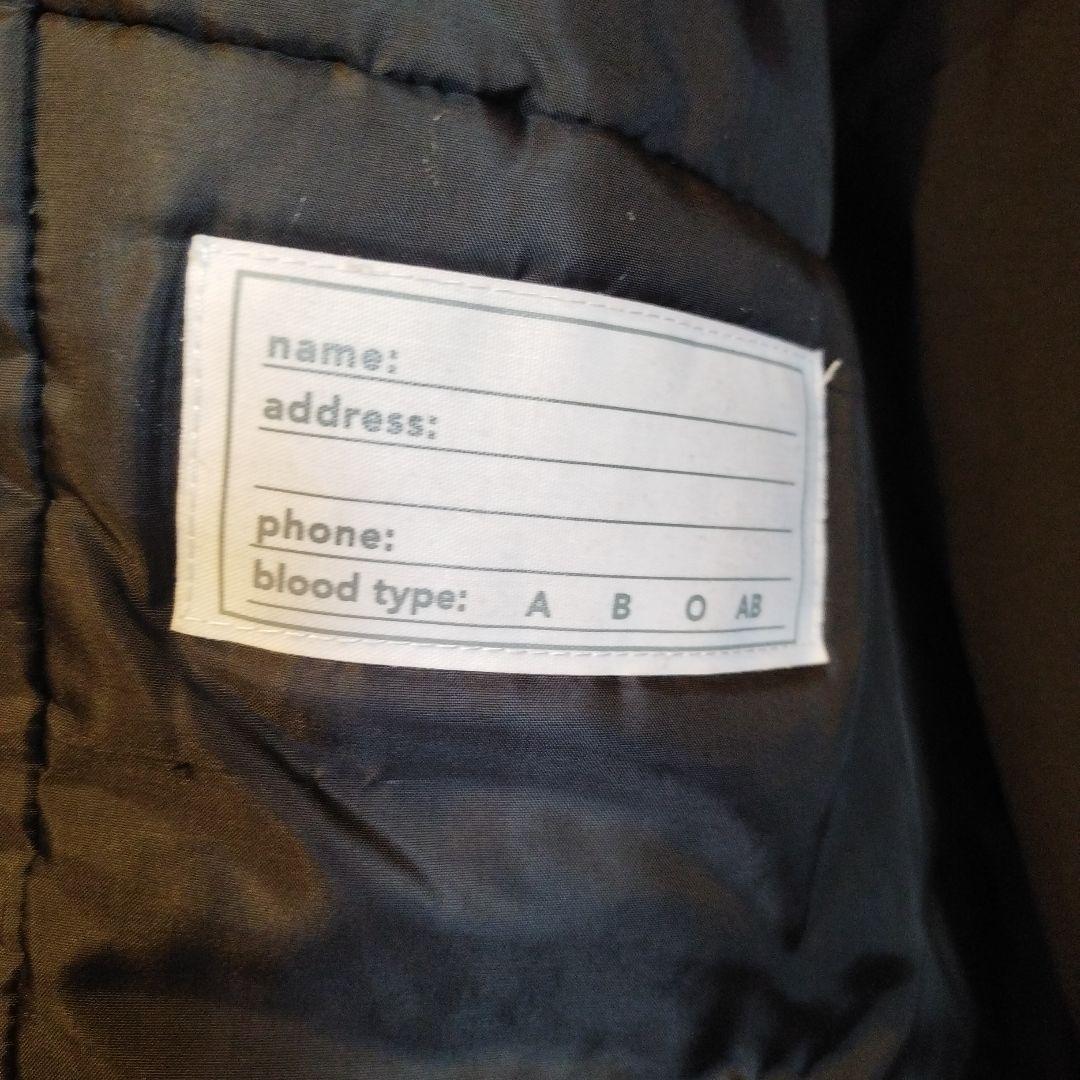 name:
address:
phone:
blood type: A B O AB